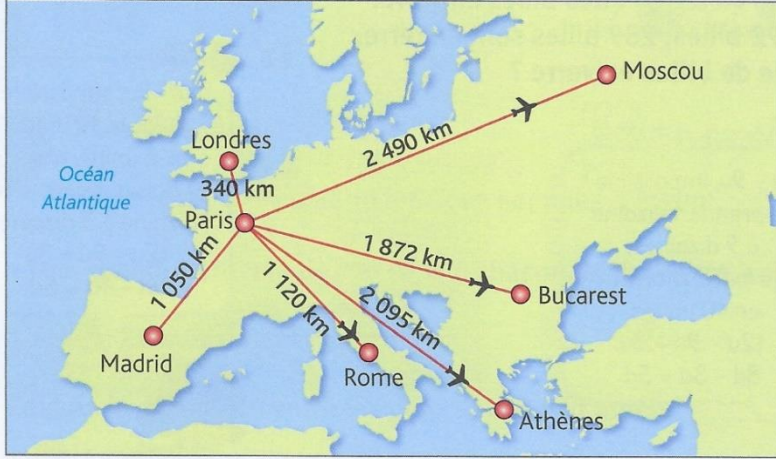 Moscou
Londres
2 490 km
Océan
Atlantique
340 km
Paris
1 872 km
1 050 km
1 120 km
2 095 km
Bucarest
Madrid
Rome
Athènes